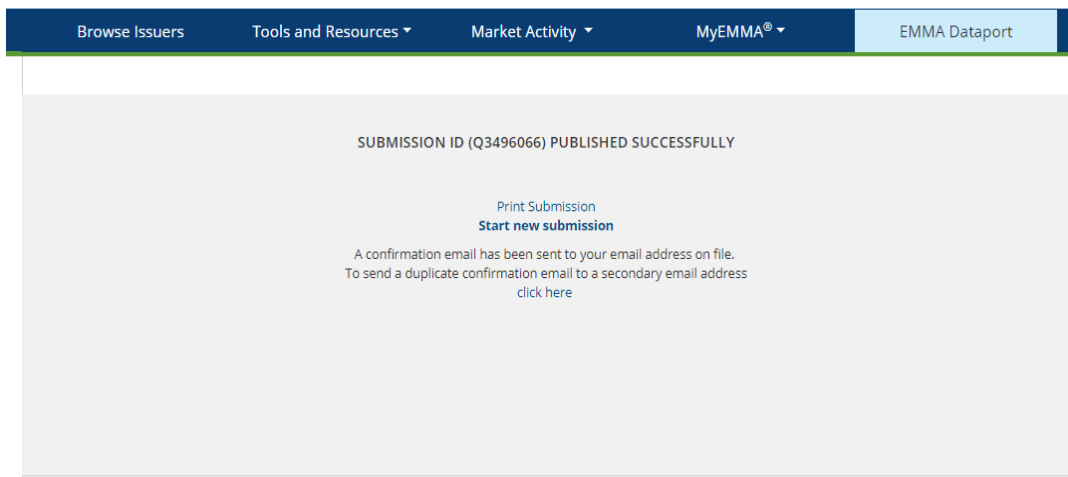 Browse Issuers Tools and Resources Market Activity MyEMMA® EMMA Dataport
SUBMISSION ID (Q3496066) PUBLISHED SUCCESSFULLY
Print Submission
Start new submission
A confirmation email has been sent to your email address on file.
To send a duplicate confirmation email to a secondary email address
click here